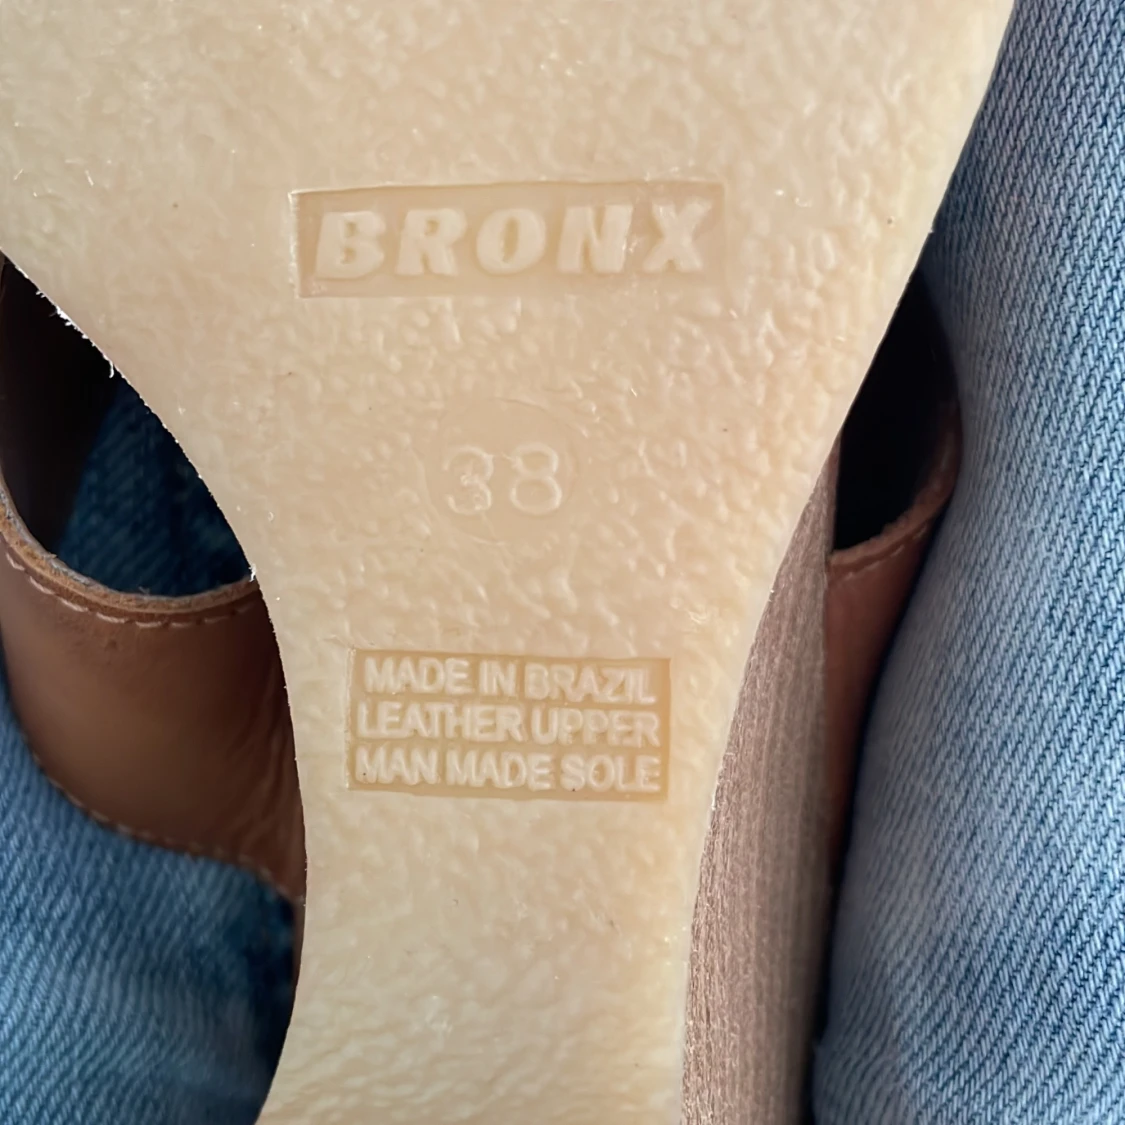 BRONX
38
MADE IN BRAZIL
LEATHER UPPER
MAN MADE SOLE